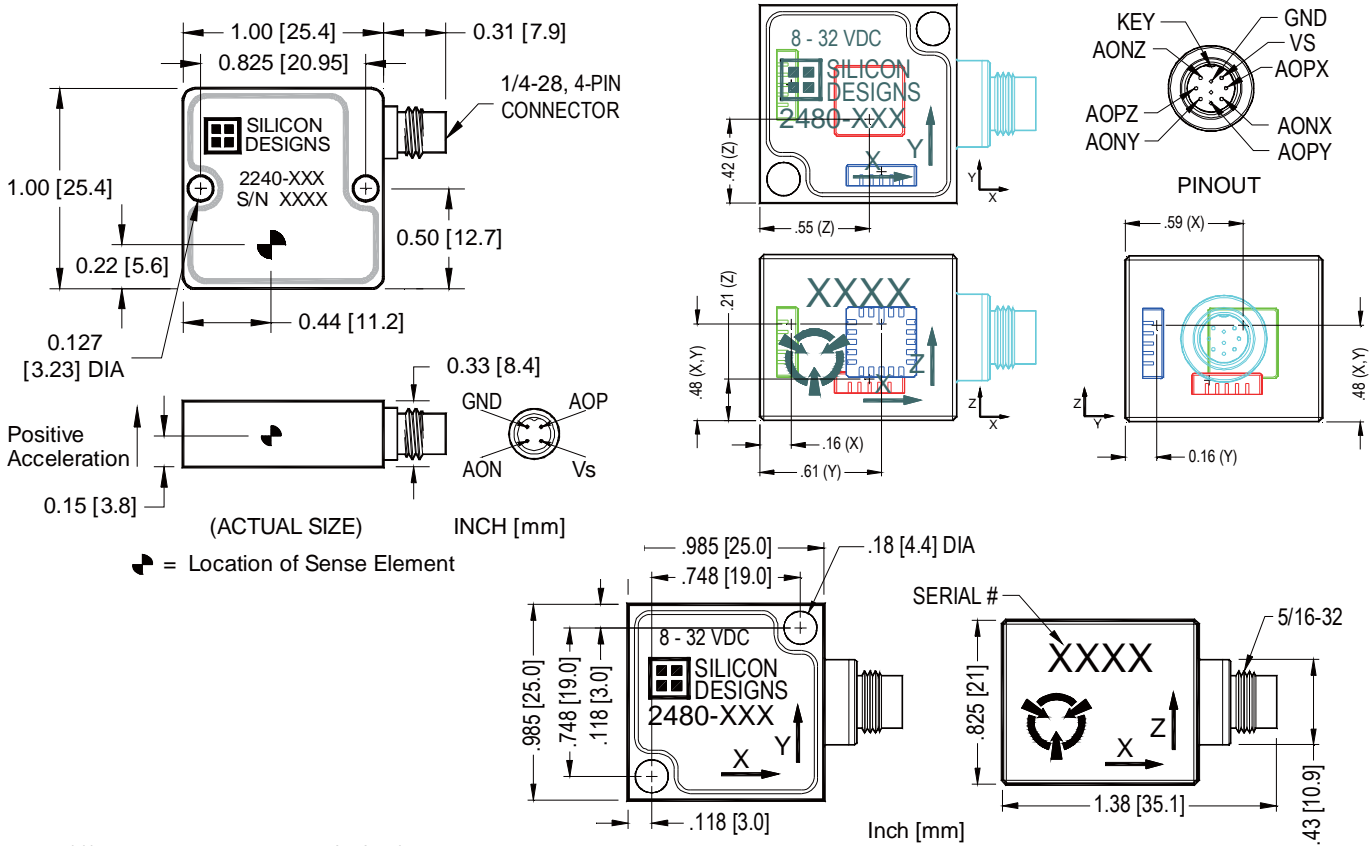 1.00 [25.4]
0.31 [7.9]
0.825 [20.95]
1/4-28, 4-PIN
CONNECTOR
SILICON
DESIGNS
2240-XXX
S/N XXXX
1.00 [25.4]
0.50 [12.7]
0.22 [5.6]
0.44 [11.2]
0.127
[3.23] DIA
0.33 [8.4]
GND
AOP
AON
Vs
Positive
Acceleration
0.15 [3.8]
(ACTUAL SIZE)
INCH [mm]
= Location of Sense Element
8 - 32 VDC
SILICON
DESIGNS
2480-XXX
Y
X
.42 (Z)
.55 (Z)
Y
X
KEY
GND
AONZ
VS
AOPX
AOPZ
AONY
AONX
AOPY
PINOUT
XXXX
Z
X
.21 (Z)
.48 (X,Y)
.16 (X)
.61 (Y)
Z
X
.59 (X)
.48 (X,Y)
0.16 (Y)
Z
Y
.985 [25.0]
.18 [4.4] DIA
.748 [19.0]
8 - 32 VDC
SILICON
DESIGNS
2480-XXX
Y
X
.985 [25.0]
.748 [19.0]
.118 [3.0]
.118 [3.0]
SERIAL #
5/16-32
XXXX
Z
X
.825 [21]
1.38 [35.1]
.43 [10.9]
Inch [mm]